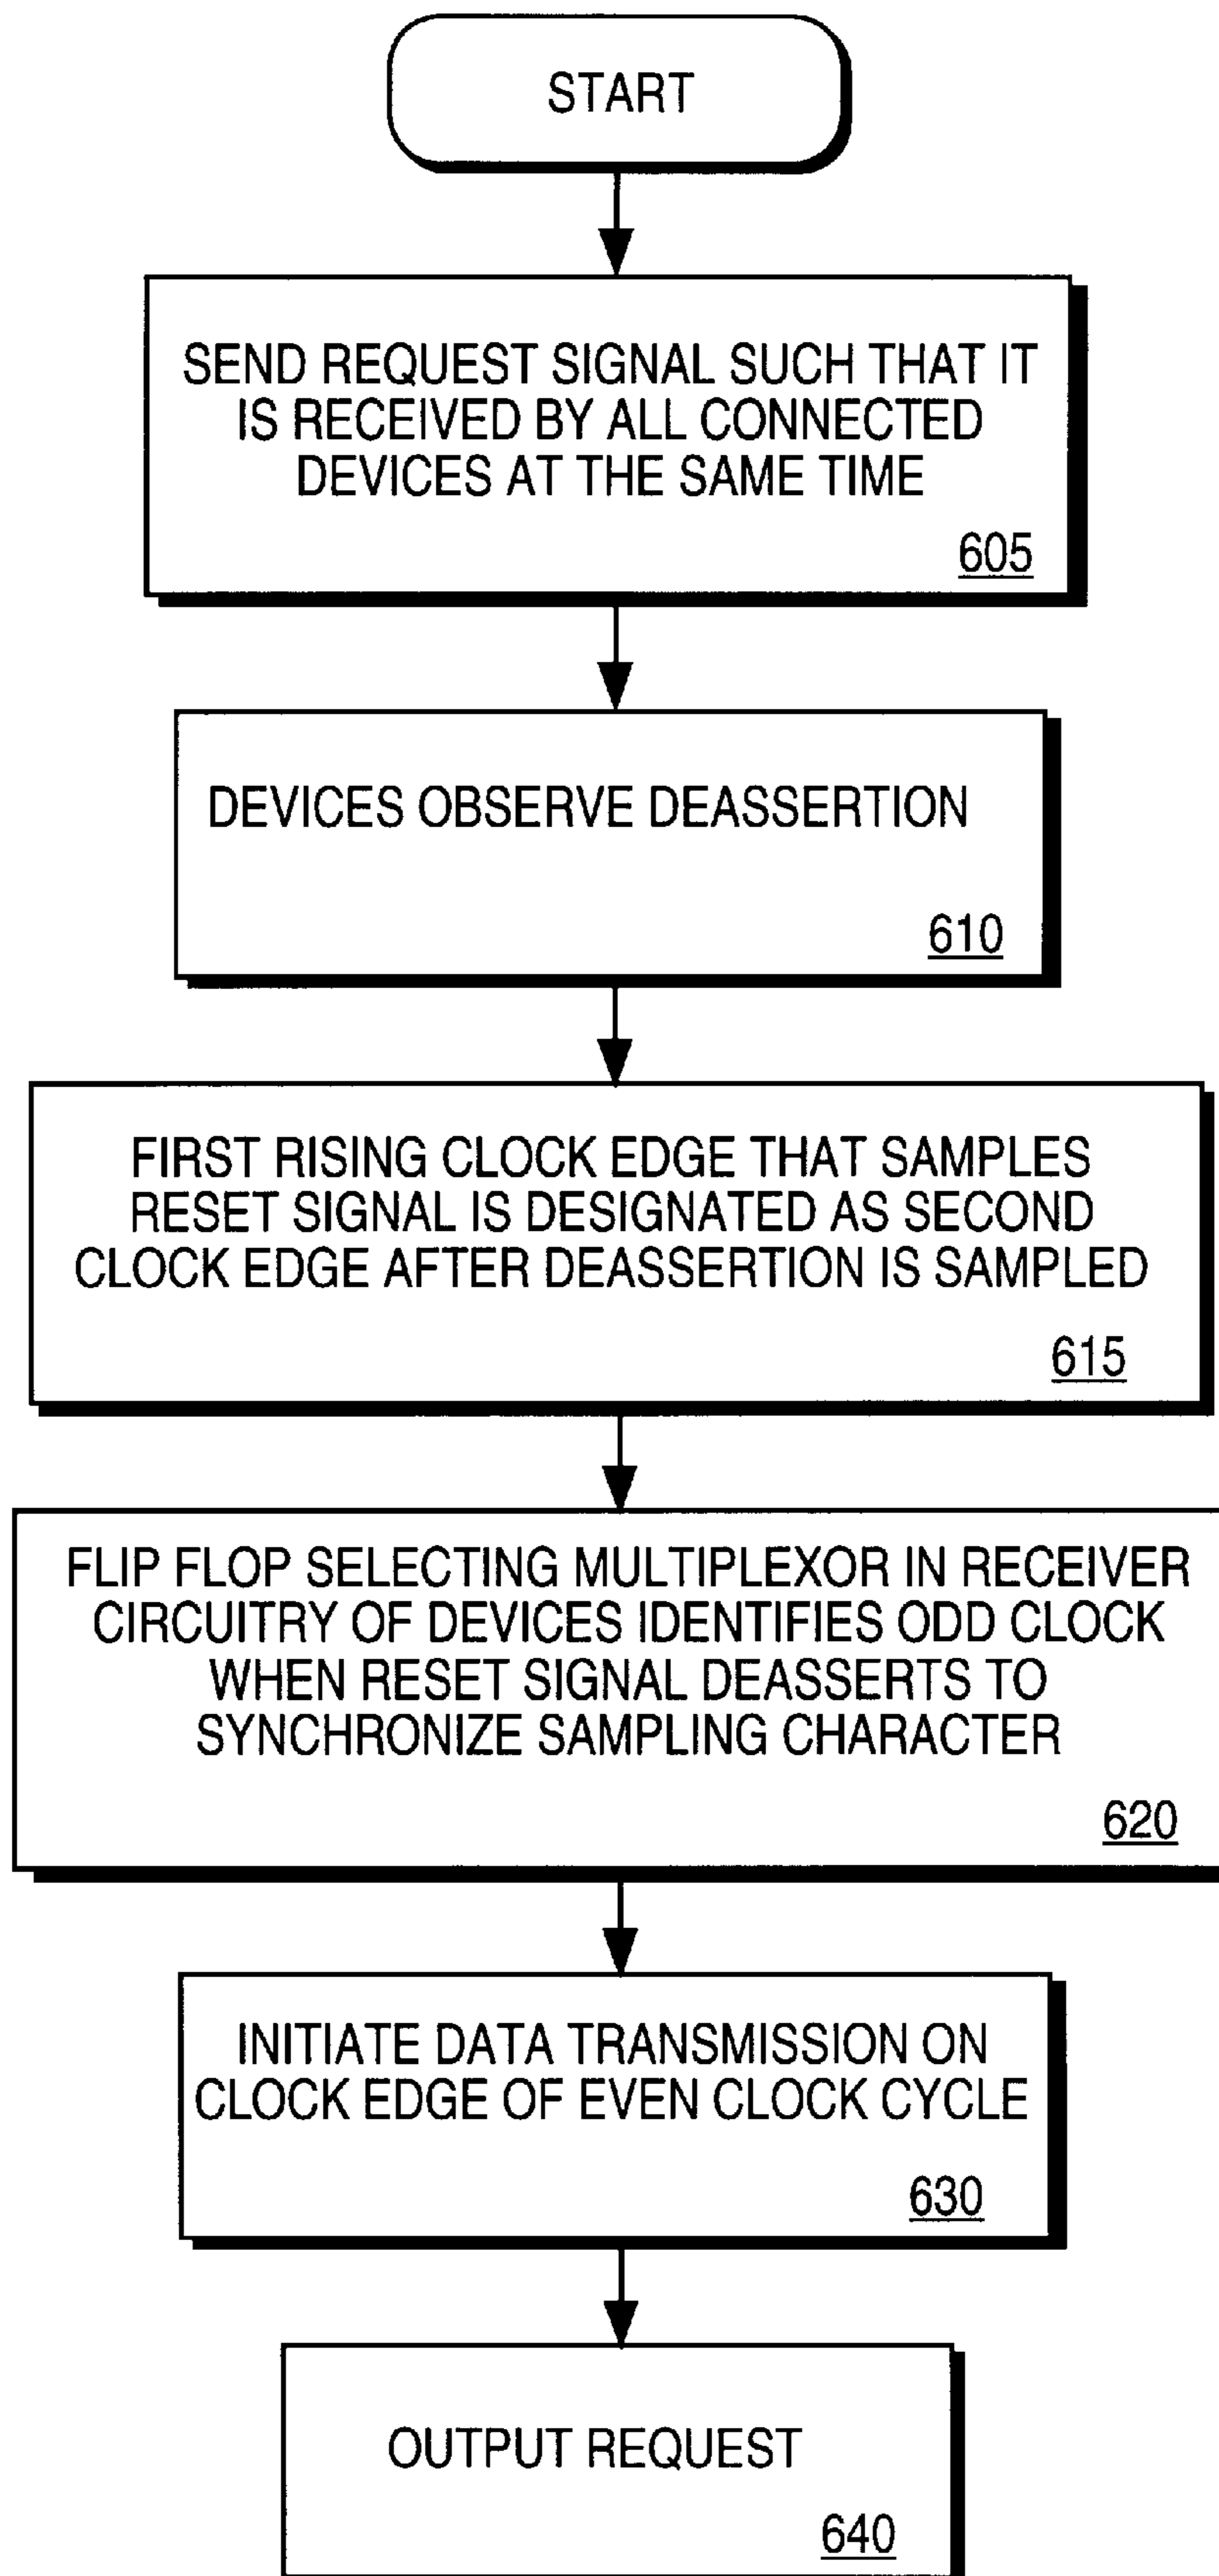 START
SEND REQUEST SIGNAL SUCH THAT IT
IS RECEIVED BY ALL CONNECTED
DEVICES AT THE SAME TIME
605
DEVICES OBSERVE DEASSERTION
610
FIRST RISING CLOCK EDGE THAT SAMPLES
RESET SIGNAL IS DESIGNATED AS SECOND
CLOCK EDGE AFTER DEASSERTION IS SAMPLED
615
FLIP FLOP SELECTING MULTIPLEXOR IN RECEIVER
CIRCUITRY OF DEVICES IDENTIFIES ODD CLOCK
WHEN RESET SIGNAL DEASSERTS TO
SYNCHRONIZE SAMPLING CHARACTER
620
INITIATE DATA TRANSMISSION ON
CLOCK EDGE OF EVEN CLOCK CYCLE
630
OUTPUT REQUEST
640